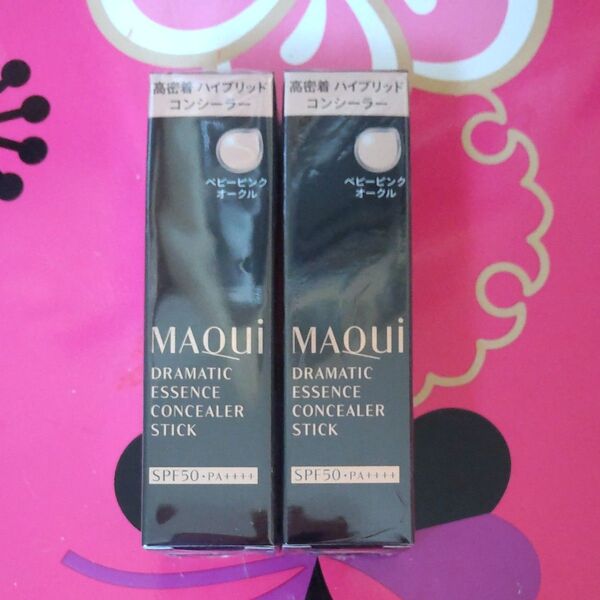 高密着 ハイブリッド
コンシーラー
ベビーピンク
オークル
MAQUi
DRAMATIC
ESSENCE
CONCEALER
STICK
SPF50・PA++++
高密着 ハイブリッド
コンシーラー
ベビーピンク
オークル
MAQUi
DRAMATIC
ESSENCE
CONCEALER
STICK
SPF50・PA++++